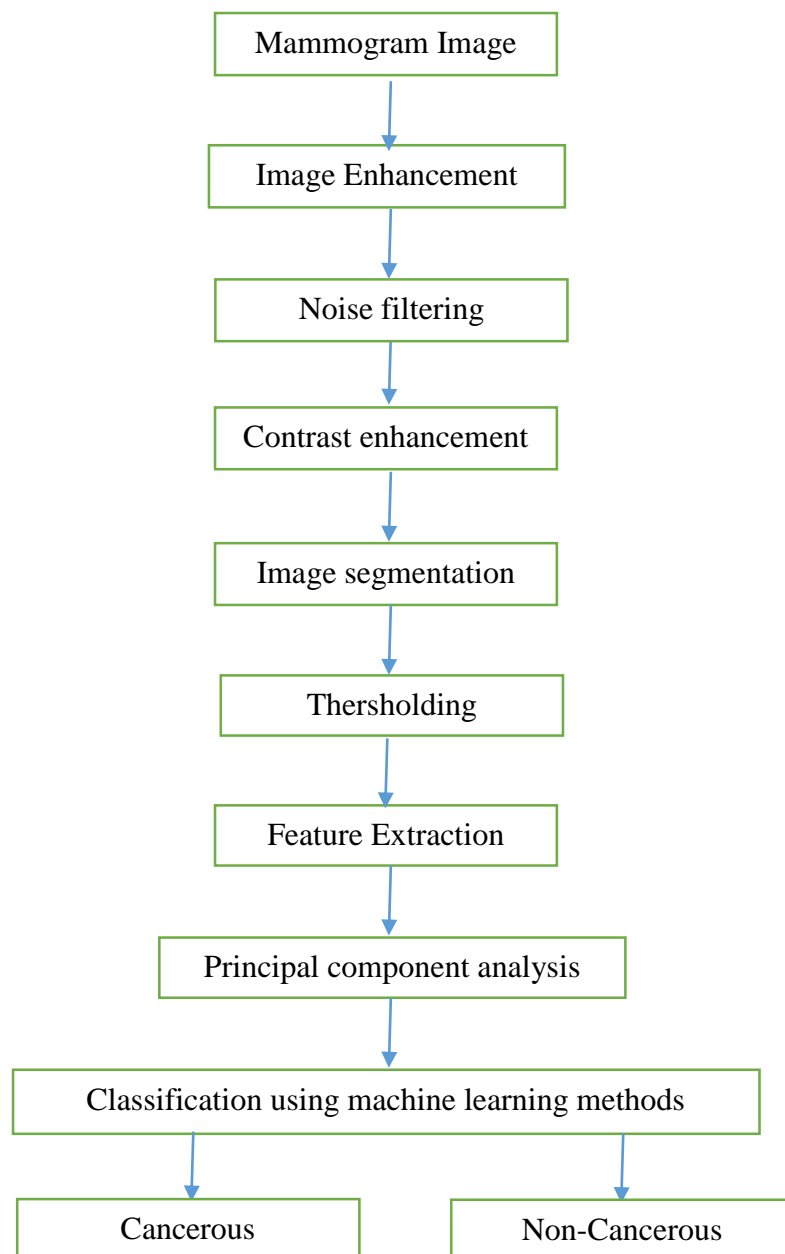 Mammogram Image
Image Enhancement
Noise filtering
Contrast enhancement
Image segmentation
Thersholding
Feature Extraction
Principal component analysis
Classification using machine learning methods
Cancerous
Non-Cancerous